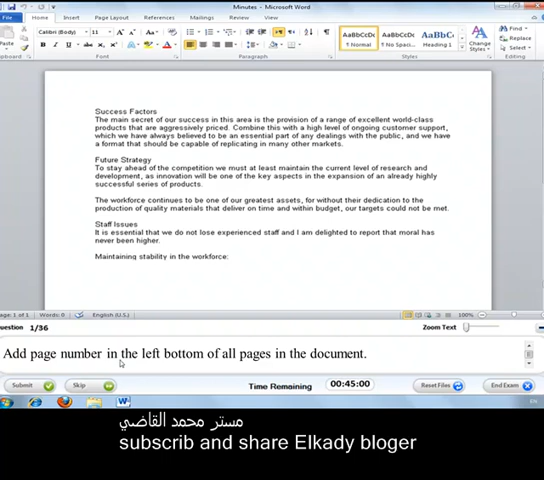 Minutes - Microsoft Word
File Home Insert Page Layout References Mailings Review View
Calibri (Body) 11
AaBbCcDc AaBbCcDc AaBbC
¶ Normal ¶ No Spaci... Heading 1
Change Styles
Find
Replace
Select
Paste
Clipboard Font Paragraph Styles Editing
Success Factors
The main secret of our success in this area is the provision of a range of excellent world-class
products that are aggressively priced. Combine this with a high level of ongoing customer support,
which we have always believed to be an essential part of any dealings with the public, and we have
a format that should be capable of replicating in many other markets.
Future Strategy
To stay ahead of the competition we must at least maintain the current level of research and
development, as innovation will be one of the key aspects in the expansion of an already highly
successful series of products.
The workforce continues to be one of our greatest assets, for without their dedication to the
production of quality materials that deliver on time and within budget, our targets could not be met.
Staff Issues
It is essential that we do not lose experienced staff and I am delighted to report that moral has
never been higher.
Maintaining stability in the workforce:
age: 1 of 1 Words: 0 English (U.S.) 100%
uestion 1/36 Zoom Text
Add page number in the left bottom of all pages in the document.
Submit Skip Time Remaining 00:45:00 Reset Files End Exam
EN
مستر محمد القاضي
subscrib and share Elkady bloger